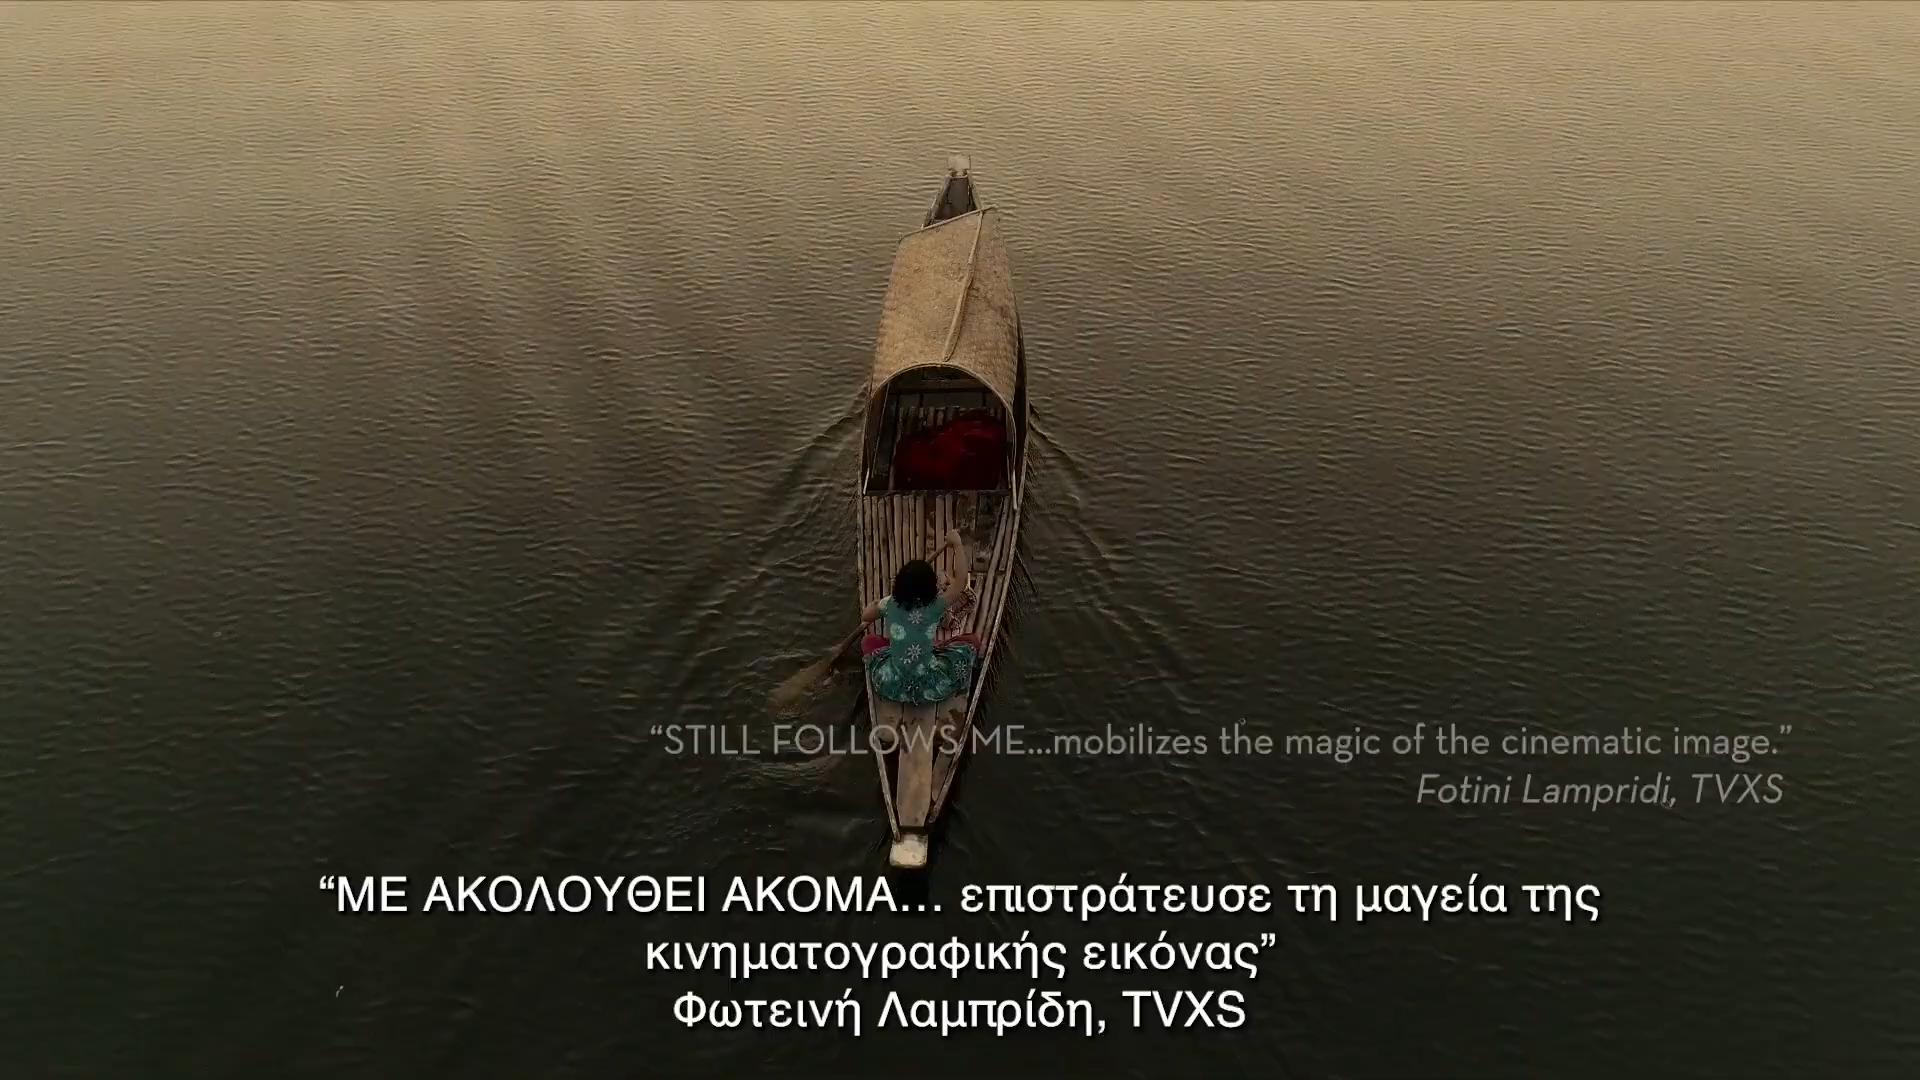 “STILL FOLLOWS ME...mobilizes the magic of the cinematic image.”
Fotini Lampridi, TVXS
“ΜΕ ΑΚΟΛΟΥΘΕΙ ΑΚΟΜΑ… επιστράτευσε τη μαγεία της
κινηματογραφικής εικόνας”
Φωτεινή Λαμπρίδη, TVXS